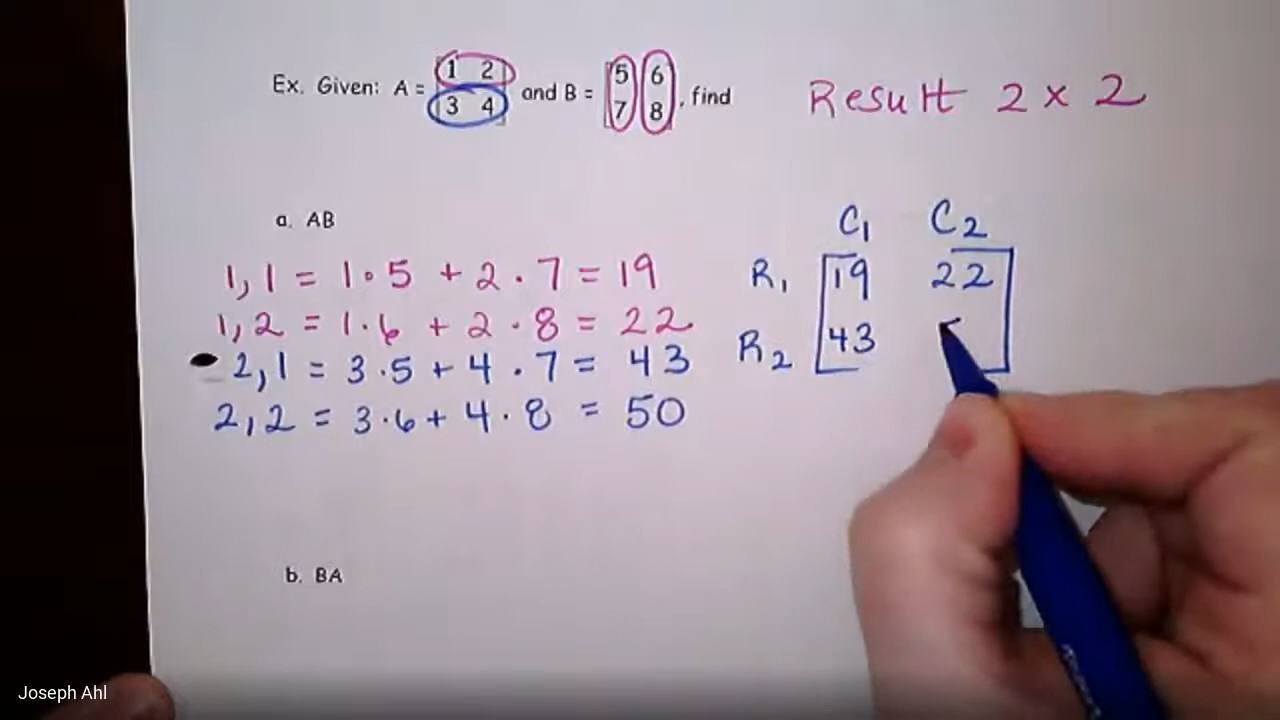 Ex. Given: A = 1 2 and B = 5 6 , find
3 4 7 8
Result 2 x 2
a. AB
C1 C2
1,1 = 1 • 5 + 2 · 7 = 19
R1 19 22
1,2 = 1 · 6 + 2 · 8 = 22
R2 43
2,1 = 3 · 5 + 4 · 7 = 43
2,2 = 3 · 6 + 4 · 8 = 50
b. BA
Joseph Ahl